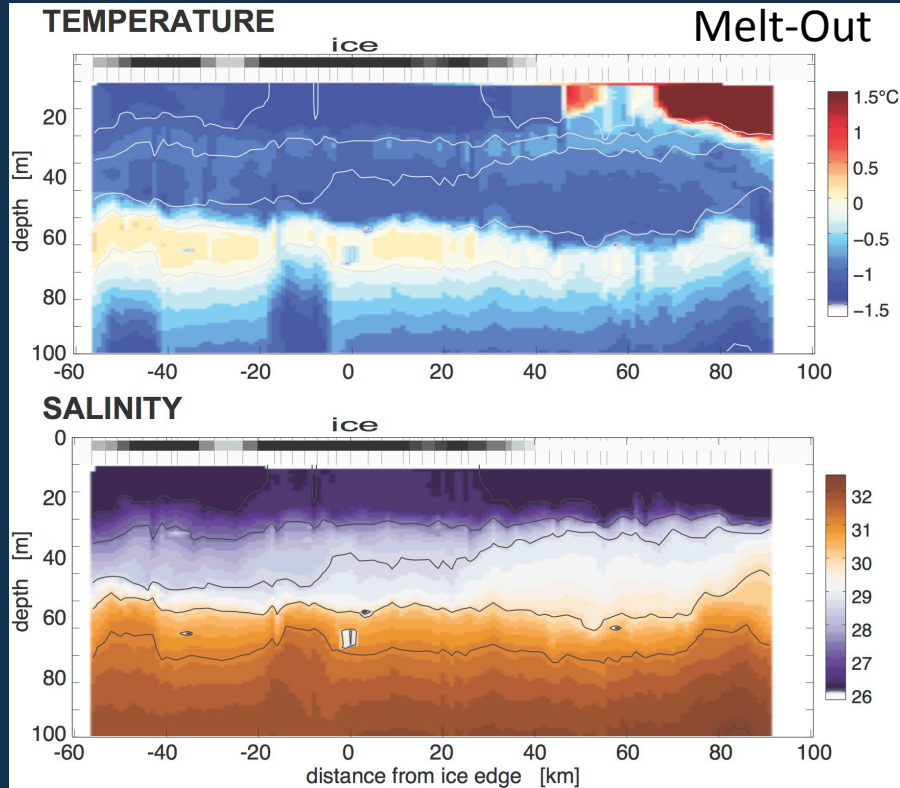 TEMPERATURE
Melt-Out
ice
20
40
60
80
100
depth [m]
-60 -40 -20 0 20 40 60 80 100
1.5°C
1
0.5
0
−0.5
−1
−1.5
SALINITY
ice
0
20
40
60
80
100
depth [m]
-60 -40 -20 0 20 40 60 80 100
distance from ice edge [km]
32
31
30
29
28
27
26